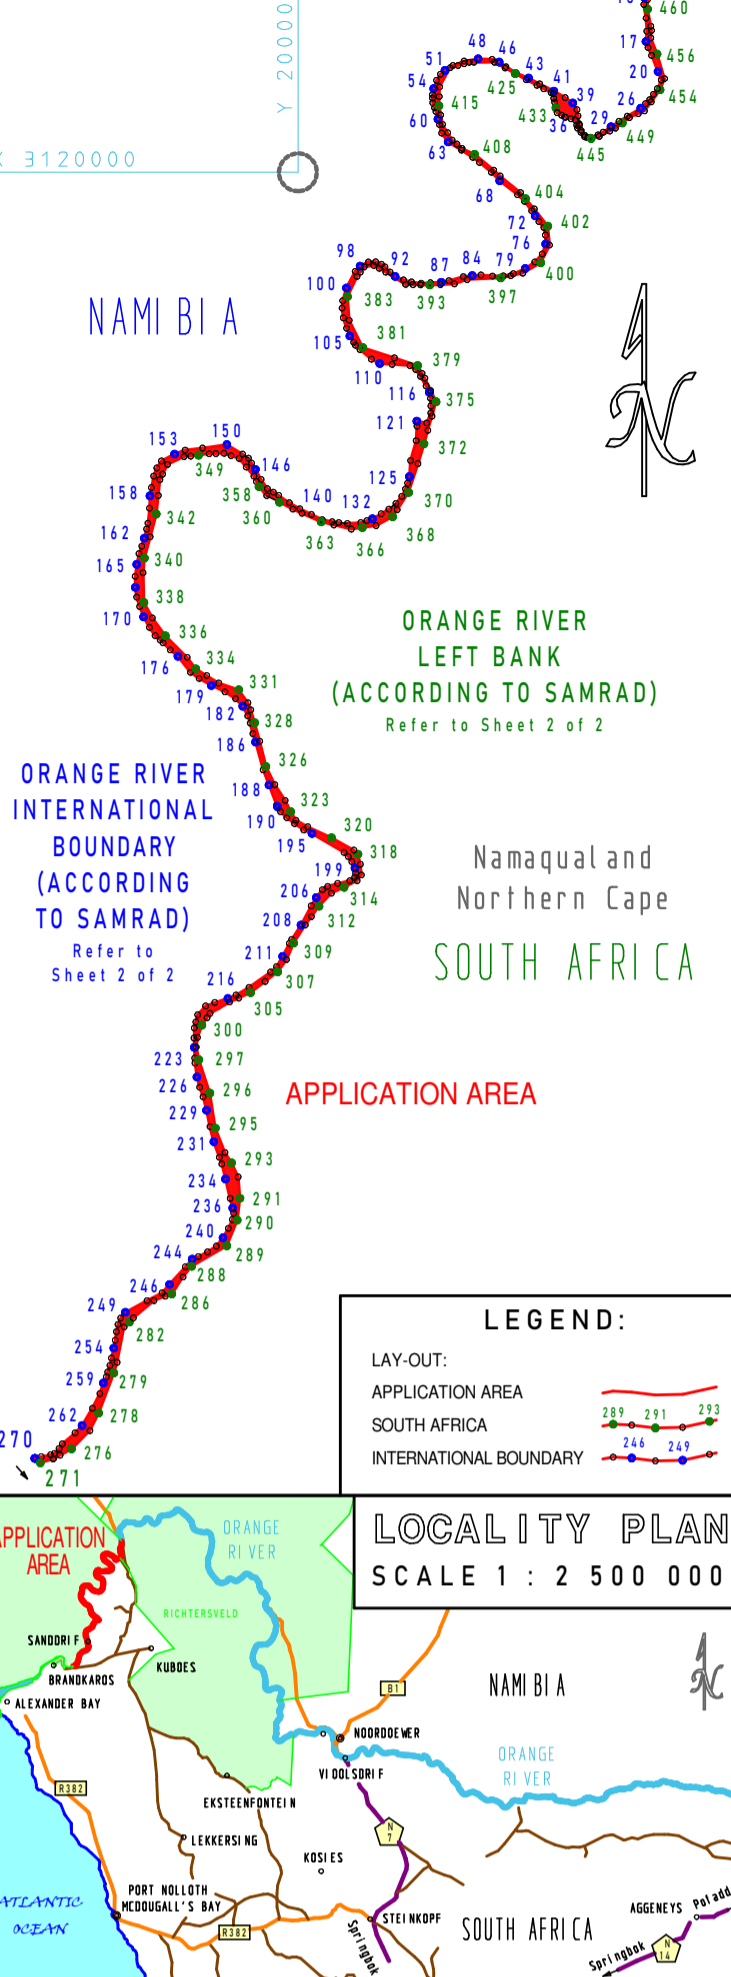 460
17
456
20
454
26
449
29
445
48
46
51
43
425
41
54
39
415
433
36
60
63
408
Y 20000
X 3120000
68
404
72
402
76
400
79
397
84
87
393
92
98
100
383
NAMIBIA
105
381
110
379
116
375
121
372
N
153
150
349
146
158
358
360
140
132
125
370
342
363
366
368
162
165
340
338
170
336
176
334
179
331
182
328
186
326
188
323
190
320
195
318
199
314
206
312
208
309
211
307
216
305
300
223
297
226
296
229
295
231
293
234
291
236
290
240
289
244
288
246
286
249
282
254
279
259
278
262
276
270
271
ORANGE RIVER
LEFT BANK
(ACCORDING TO SAMRAD)
Refer to Sheet 2 of 2
ORANGE RIVER
INTERNATIONAL
BOUNDARY
(ACCORDING
TO SAMRAD)
Refer to
Sheet 2 of 2
Namaqualand
Northern Cape
SOUTH AFRICA
APPLICATION AREA
LEGEND:
LAY-OUT:
APPLICATION AREA
SOUTH AFRICA
289 291 293
INTERNATIONAL BOUNDARY
246 249
LOCALITY PLAN
SCALE 1 : 2 500 000
APPLICATION
AREA
ORANGE
RIVER
RICHTERSVELD
SANDDRIF
KUBOES
BRANDKAROS
ALEXANDER BAY
B1
NAMIBIA
N
NOORDOEWER
VIOOLSDRIF
ORANGE
RIVER
R382
EKSTEENFONTEIN
N
7
LEKKERSING
KOSIES
PORT NOLLOTH
MCDOUGALL'S BAY
ATLANTIC
OCEAN
R382
STEINKOPF
Springbok
SOUTH AFRICA
AGGENEYS
Potadd
Springbok
N
14